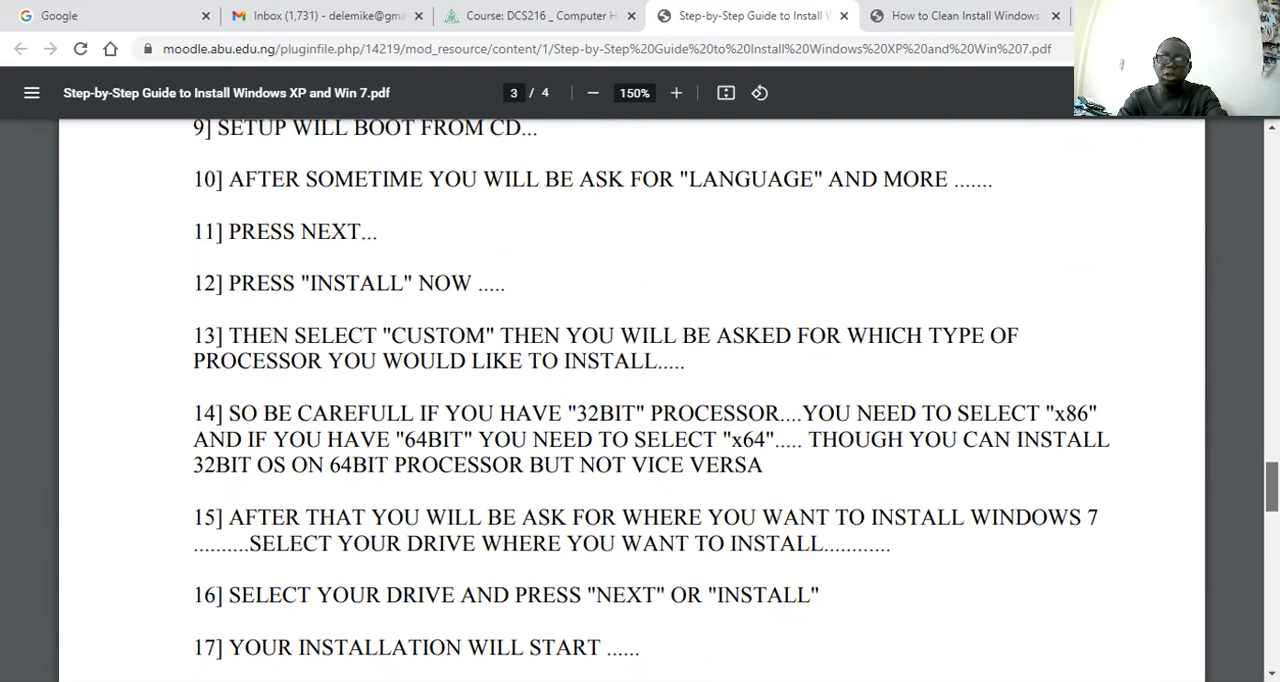 Google
Inbox (1,731) - delemike@gma
Course: DCS216 _ Computer H
Step-by-Step Guide to Install W
How to Clean Install Windows
moodle.abu.edu.ng/pluginfile.php/14219/mod_resource/content/1/Step-by-Step%20Guide%20to%20Install%20Windows%20XP%20and%20Win%207.pdf
Step-by-Step Guide to Install Windows XP and Win 7.pdf
3 / 4
150%
9] SETUP WILL BOOT FROM CD...
10] AFTER SOMETIME YOU WILL BE ASK FOR "LANGUAGE" AND MORE .......
11] PRESS NEXT...
12] PRESS "INSTALL" NOW .....
13] THEN SELECT "CUSTOM" THEN YOU WILL BE ASKED FOR WHICH TYPE OF
PROCESSOR YOU WOULD LIKE TO INSTALL.....
14] SO BE CAREFULL IF YOU HAVE "32BIT" PROCESSOR....YOU NEED TO SELECT "x86"
AND IF YOU HAVE "64BIT" YOU NEED TO SELECT "x64"..... THOUGH YOU CAN INSTALL
32BIT OS ON 64BIT PROCESSOR BUT NOT VICE VERSA
15] AFTER THAT YOU WILL BE ASK FOR WHERE YOU WANT TO INSTALL WINDOWS 7
..........SELECT YOUR DRIVE WHERE YOU WANT TO INSTALL............
16] SELECT YOUR DRIVE AND PRESS "NEXT" OR "INSTALL"
17] YOUR INSTALLATION WILL START ......